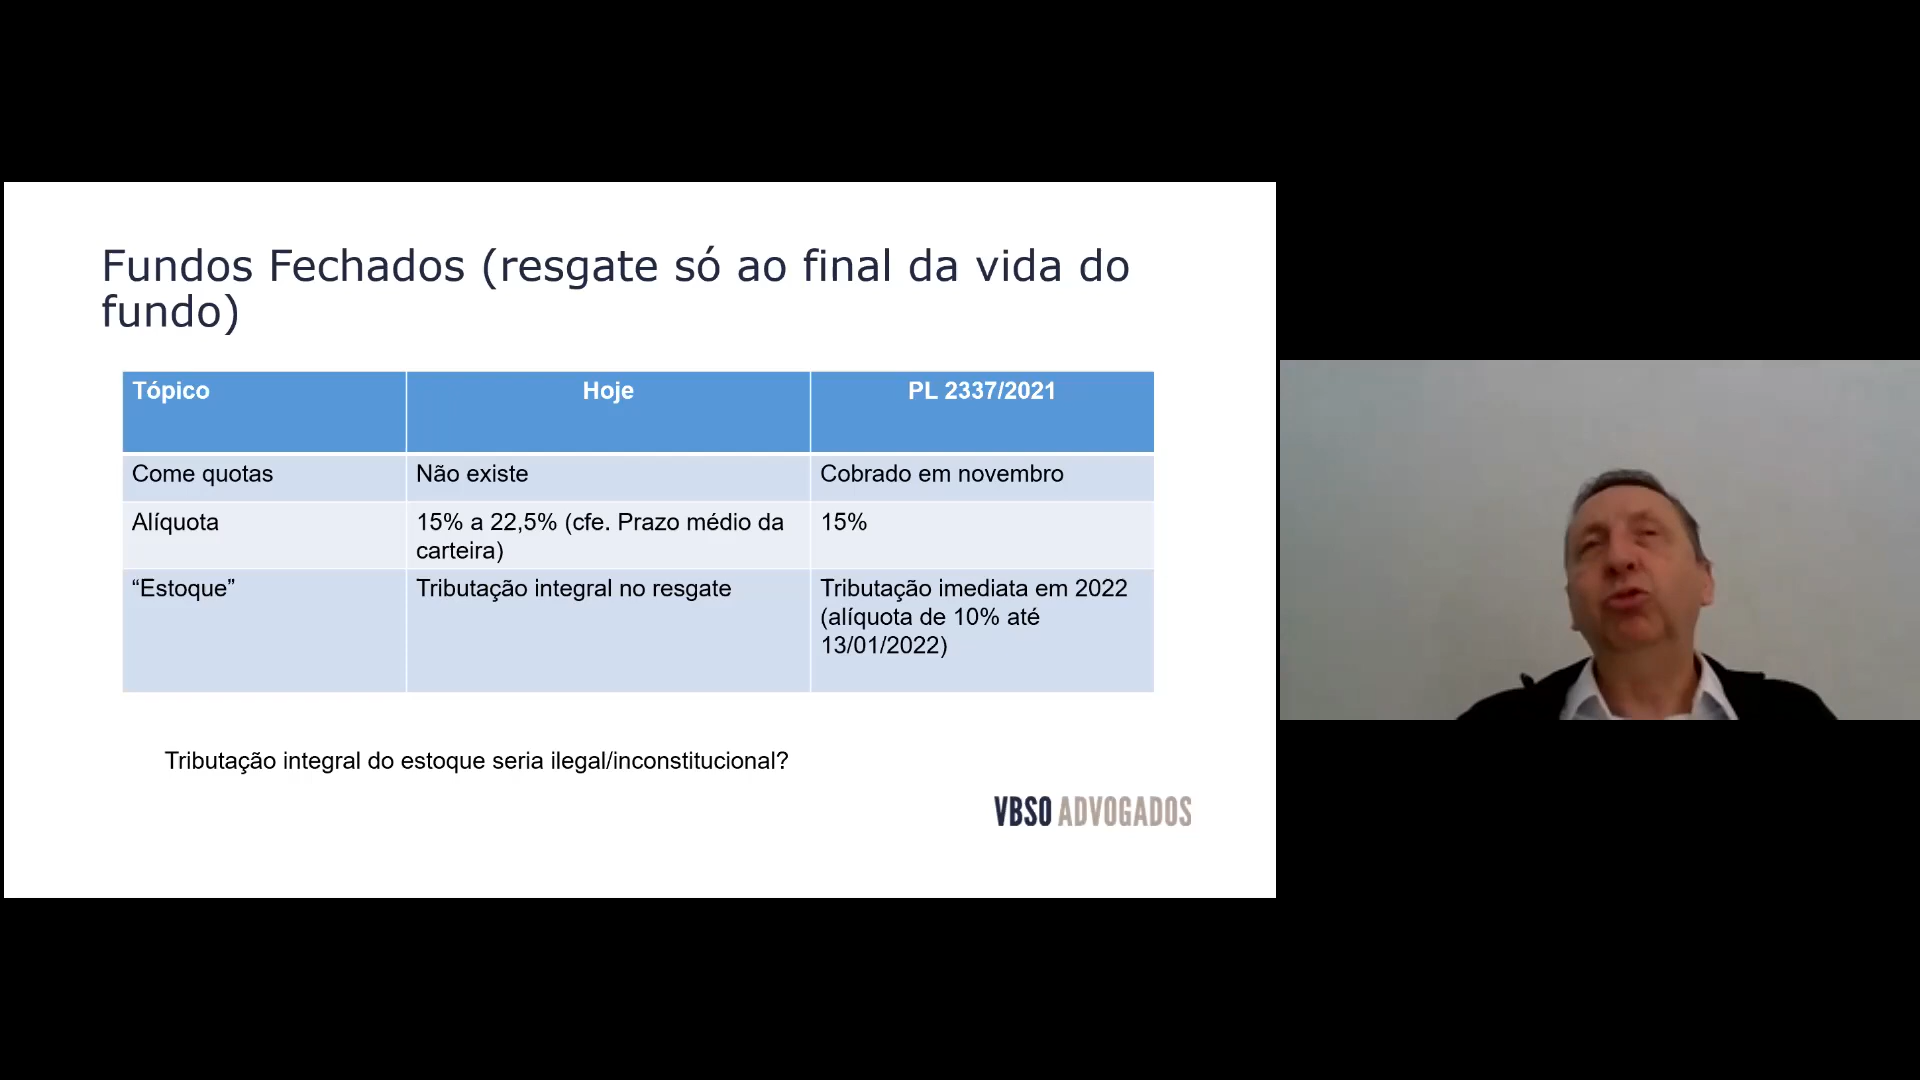 Fundos Fechados (resgate só ao final da vida do
fundo)
Tópico
Hoje
PL 2337/2021
Come quotas
Não existe
Cobrado em novembro
Alíquota
15% a 22,5% (cfe. Prazo médio da
carteira)
15%
“Estoque”
Tributação integral no resgate
Tributação imediata em 2022
(alíquota de 10% até
13/01/2022)
Tributação integral do estoque seria ilegal/inconstitucional?
VBSO ADVOGADOS